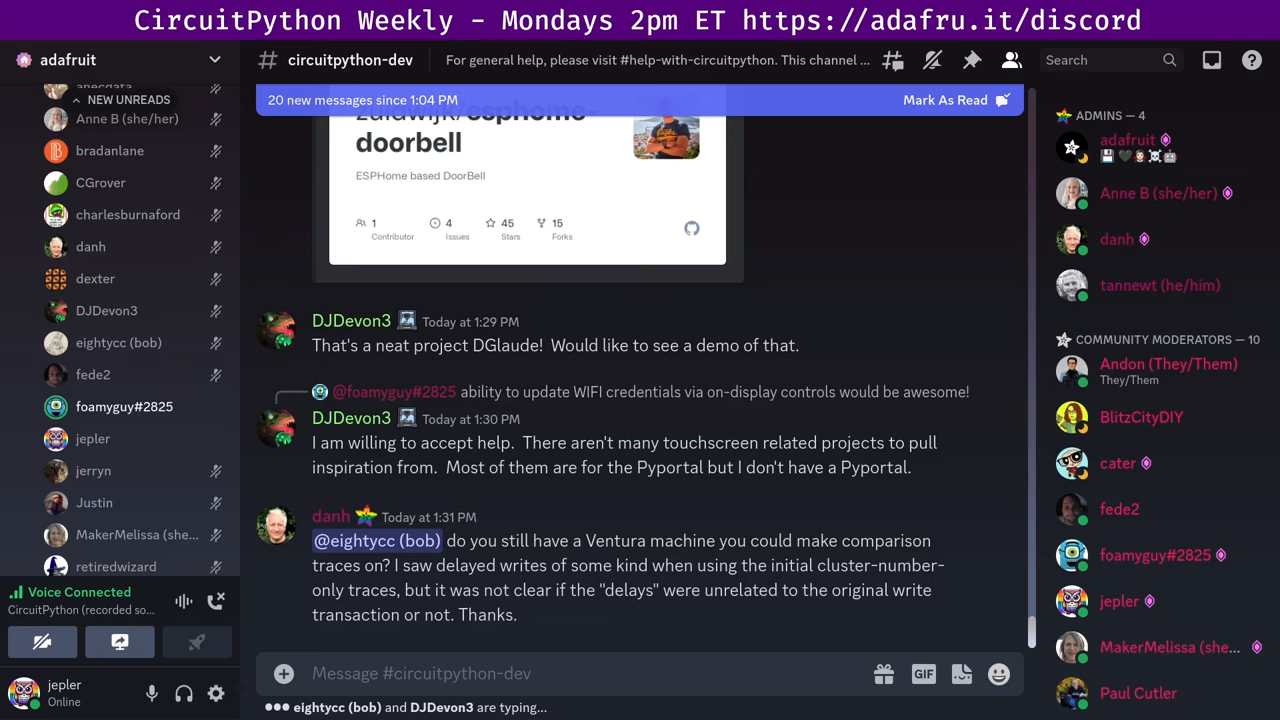 CircuitPython Weekly - Mondays 2pm ET https://adafru.it/discord
adafruit
NEW UNREADS
Anne B (she/her)
bradanlane
CGrover
charlesburnaford
danh
dexter
DJDevon3
eightycc (bob)
fede2
foamyguy#2825
jepler
jerryn
Justin
MakerMelissa (she...
retiredwizard
Voice Connected
CircuitPython (recorded so...
jepler
Online
# circuitpython-dev
For general help, please visit #help-with-circuitpython. This channel ...
Search
20 new messages since 1:04 PM
Mark As Read
zuidwijk/esphome-
doorbell
ESPHome based DoorBell
1
Contributor
4
Issues
45
Stars
15
Forks
DJDevon3 Today at 1:29 PM
That's a neat project DGlaude! Would like to see a demo of that.
@foamyguy#2825 ability to update WIFI credentials via on-display controls would be awesome!
DJDevon3 Today at 1:30 PM
I am willing to accept help. There aren't many touchscreen related projects to pull
inspiration from. Most of them are for the Pyportal but I don't have a Pyportal.
danh Today at 1:31 PM
@eightycc (bob) do you still have a Ventura machine you could make comparison
traces on? I saw delayed writes of some kind when using the initial cluster-number-
only traces, but it was not clear if the "delays" were unrelated to the original write
transaction or not. Thanks.
Message #circuitpython-dev
GIF
eightycc (bob) and DJDevon3 are typing...
ADMINS — 4
adafruit
Anne B (she/her)
danh
tannewt (he/him)
COMMUNITY MODERATORS — 10
Andon (They/Them)
They/Them
BlitzCityDIY
cater
fede2
foamyguy#2825
jepler
MakerMelissa (she...
Paul Cutler